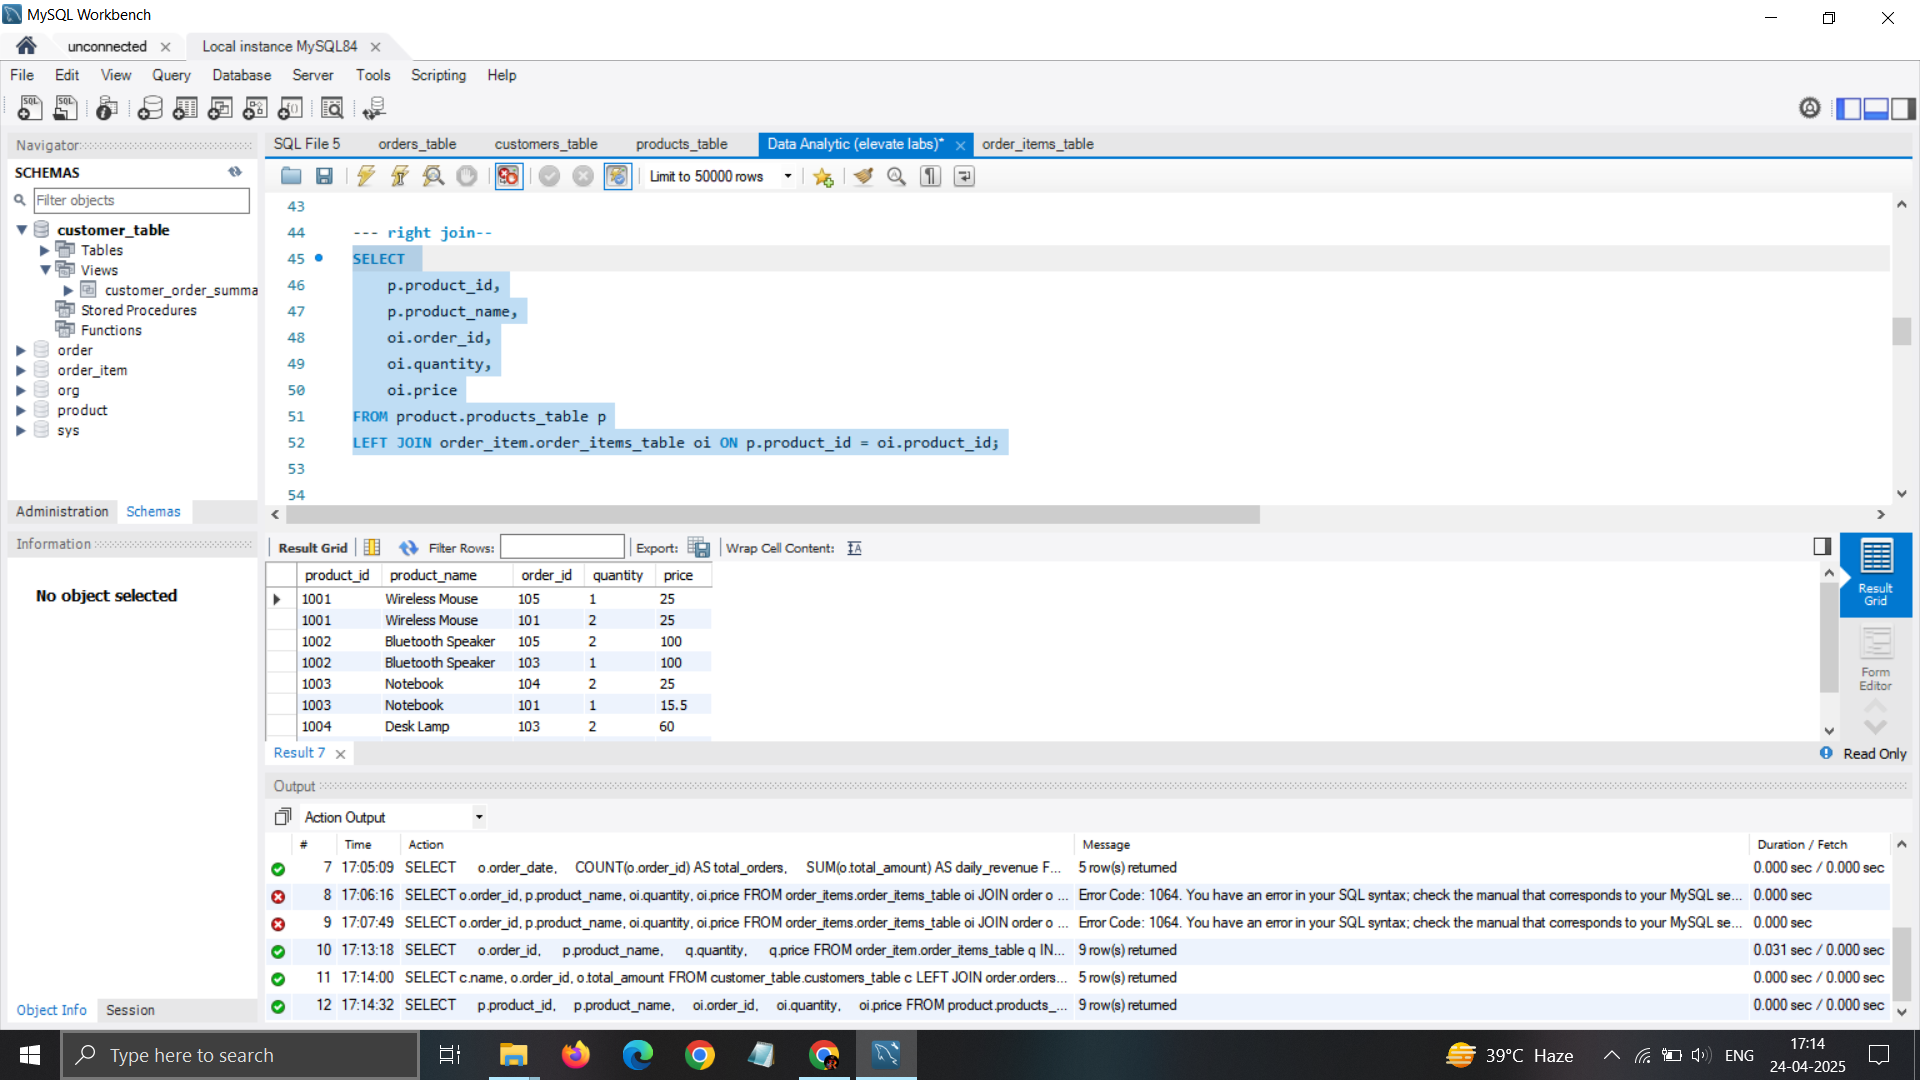 MySQL Workbench
unconnected
Local instance MySQL84
File Edit View Query Database Server Tools Scripting Help
Navigator
SCHEMAS
Filter objects
customer_table
Tables
Views
customer_order_summa
Stored Procedures
Functions
order
order_item
org
product
sys
Administration Schemas
Information
No object selected
Object Info Session
SQL File 5 orders_table customers_table products_table Data Analytic (elevate labs)* order_items_table
Limit to 50000 rows
43
44 --- right join--
45 SELECT
46 p.product_id,
47 p.product_name,
48 oi.order_id,
49 oi.quantity,
50 oi.price
51 FROM product.products_table p
52 LEFT JOIN order_item.order_items_table oi ON p.product_id = oi.product_id;
53
54
Result Grid Filter Rows: Export: Wrap Cell Content:
product_id product_name order_id quantity price
1001 Wireless Mouse 105 1 25
1001 Wireless Mouse 101 2 25
1002 Bluetooth Speaker 105 2 100
1002 Bluetooth Speaker 103 1 100
1003 Notebook 104 2 25
1003 Notebook 101 1 15.5
1004 Desk Lamp 103 2 60
Result Grid
Form Editor
Result 7
Read Only
Output
Action Output
# Time Action Message Duration / Fetch
7 17:05:09 SELECT o.order_date, COUNT(o.order_id) AS total_orders, SUM(o.total_amount) AS daily_revenue F... 5 row(s) returned 0.000 sec / 0.000 sec
8 17:06:16 SELECT o.order_id, p.product_name, oi.quantity, oi.price FROM order_items.order_items_table oi JOIN order o ... Error Code: 1064. You have an error in your SQL syntax; check the manual that corresponds to your MySQL se... 0.000 sec
9 17:07:49 SELECT o.order_id, p.product_name, oi.quantity, oi.price FROM order_items.order_items_table oi JOIN order o ... Error Code: 1064. You have an error in your SQL syntax; check the manual that corresponds to your MySQL se... 0.000 sec
10 17:13:18 SELECT o.order_id, p.product_name, q.quantity, q.price FROM order_item.order_items_table q IN... 9 row(s) returned 0.031 sec / 0.000 sec
11 17:14:00 SELECT c.name, o.order_id, o.total_amount FROM customer_table.customers_table c LEFT JOIN order.orders... 5 row(s) returned 0.000 sec / 0.000 sec
12 17:14:32 SELECT p.product_id, p.product_name, oi.order_id, oi.quantity, oi.price FROM product.products_... 9 row(s) returned 0.000 sec / 0.000 sec
Type here to search
39°C Haze
ENG
17:14
24-04-2025